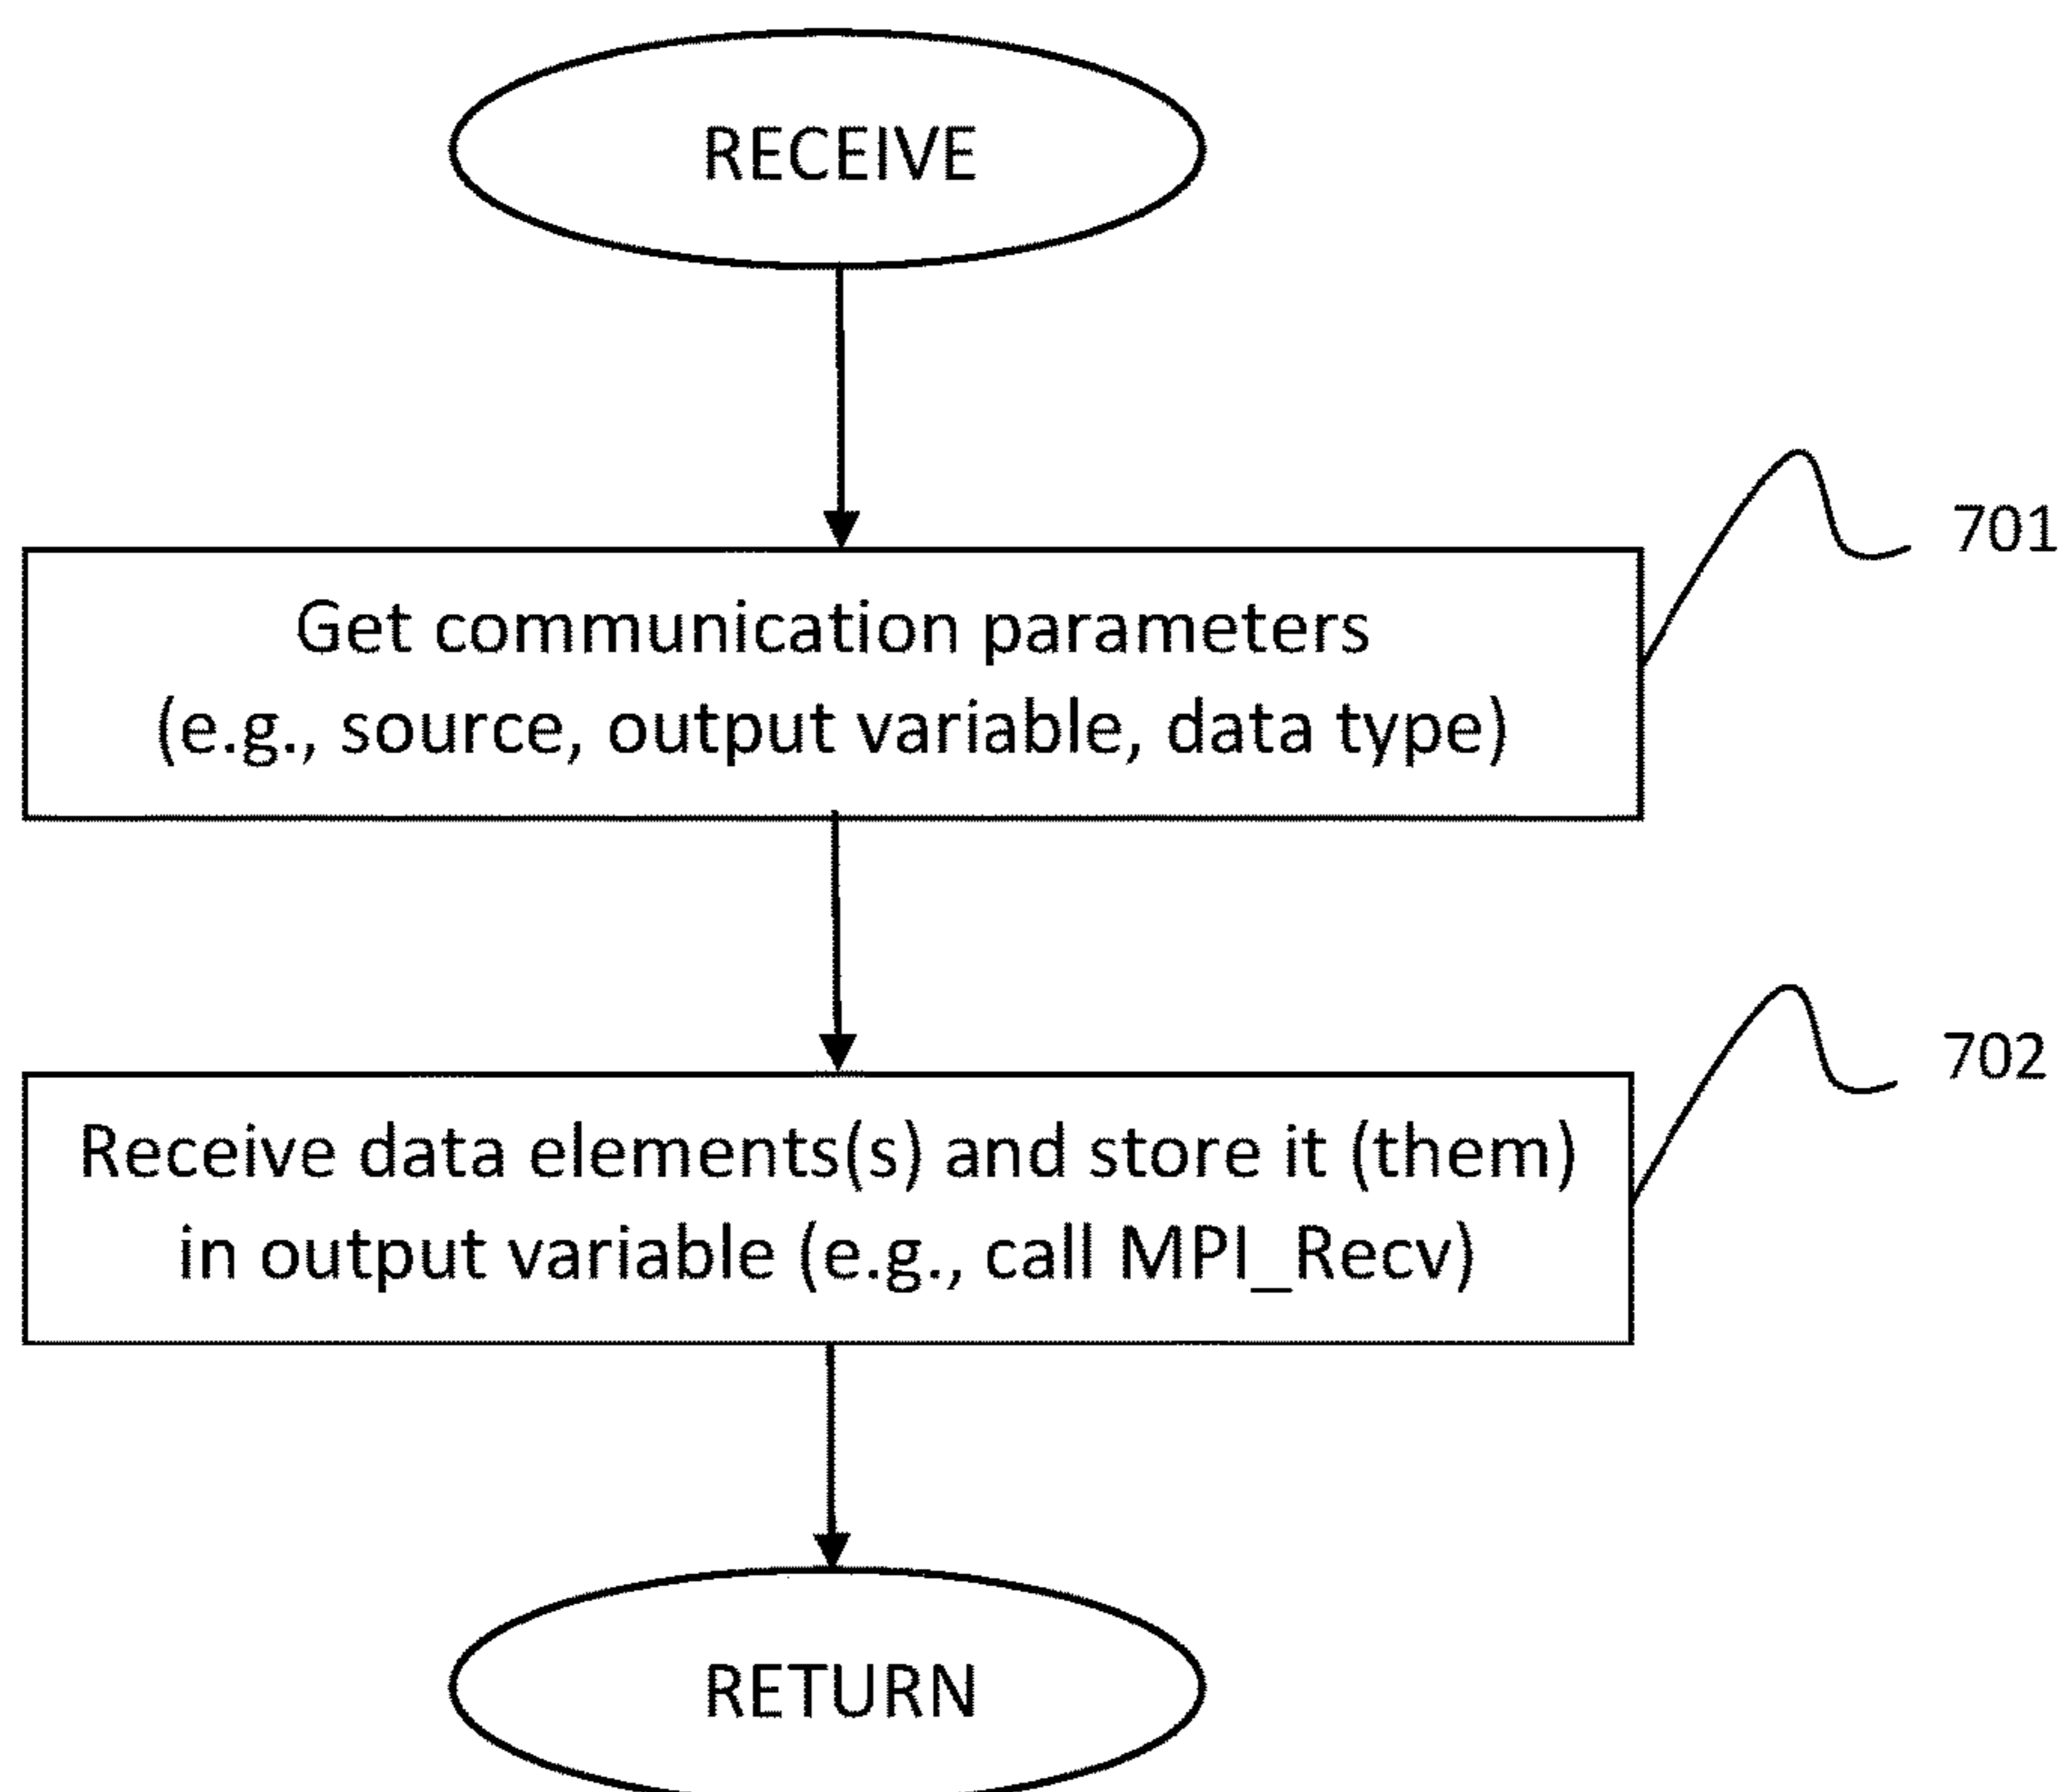 RECEIVE
701
Get communication parameters
(e.g., source, output variable, data type)
702
Receive data elements(s) and store it (them)
in output variable (e.g., call MPI_Recv)
RETURN